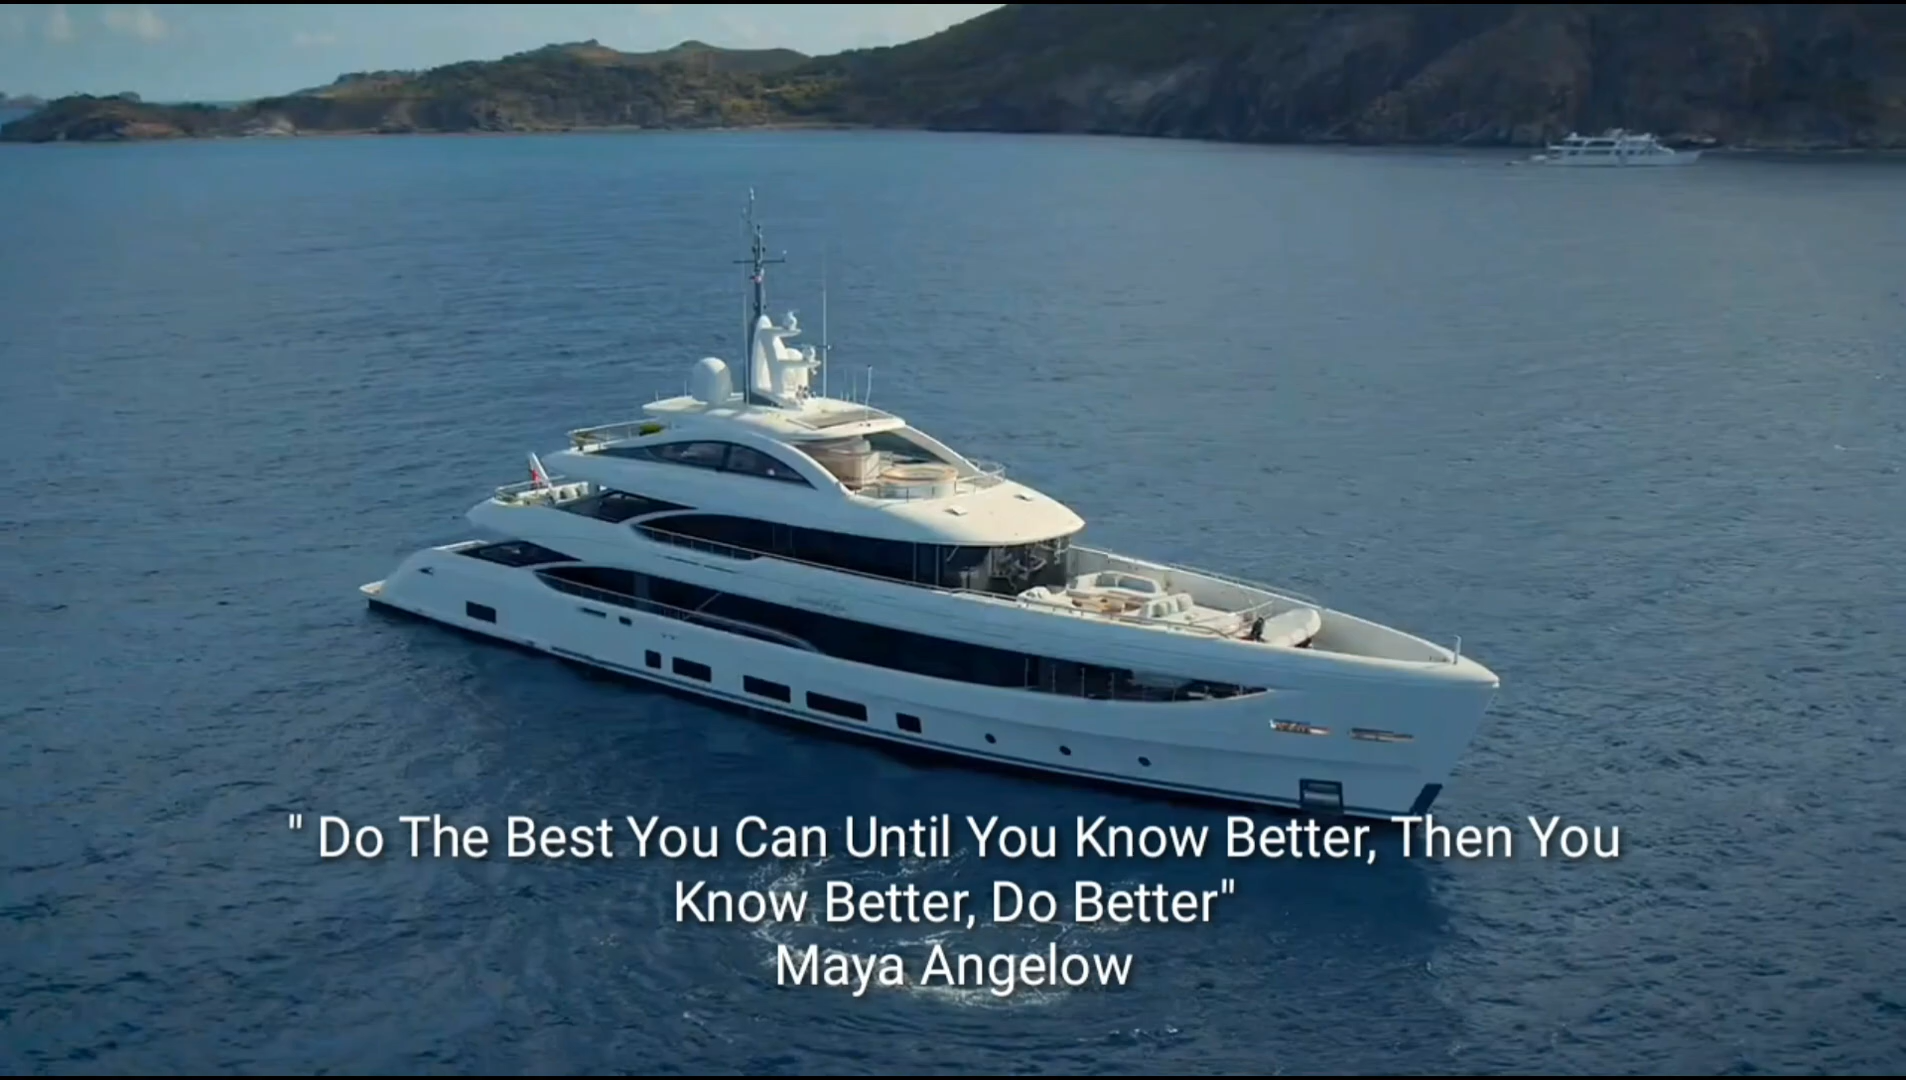 " Do The Best You Can Until You Know Better, Then You
Know Better, Do Better"
Maya Angelow